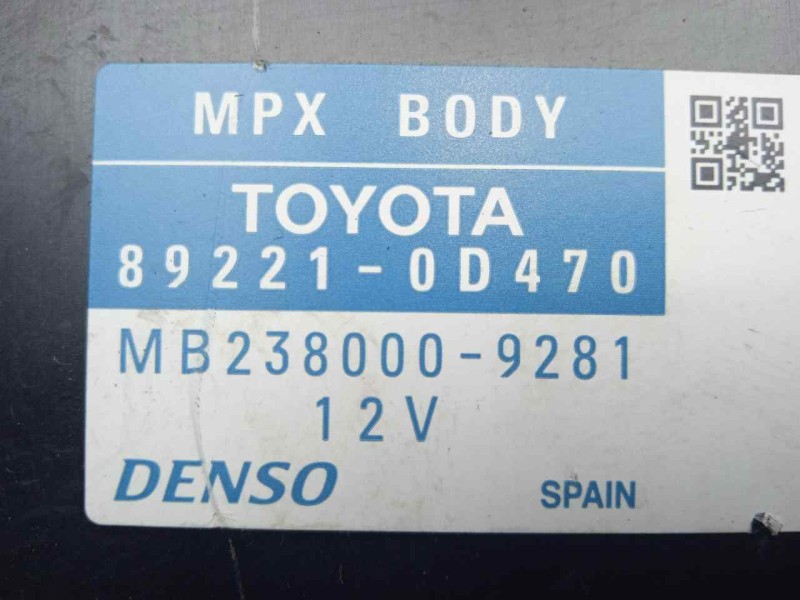 MPX BODY
TOYOTA
89221-0D470
MB238000-9281
12V
DENSO
SPAIN